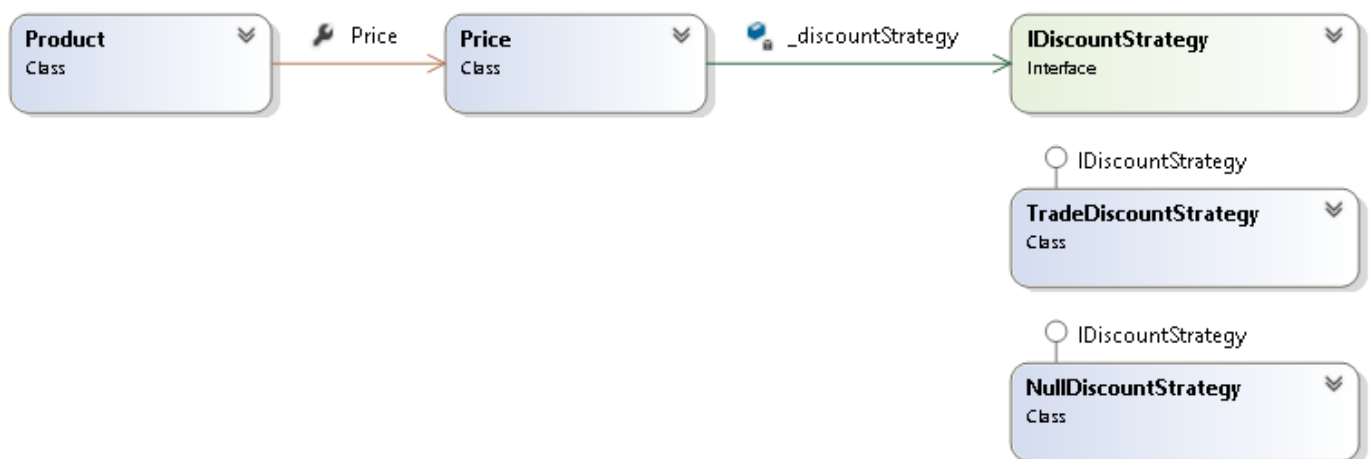 Product
Class
Price
Price
Class
_discountStrategy
IDiscountStrategy
Interface
IDiscountStrategy
TradeDiscountStrategy
Class
IDiscountStrategy
NullDiscountStrategy
Class